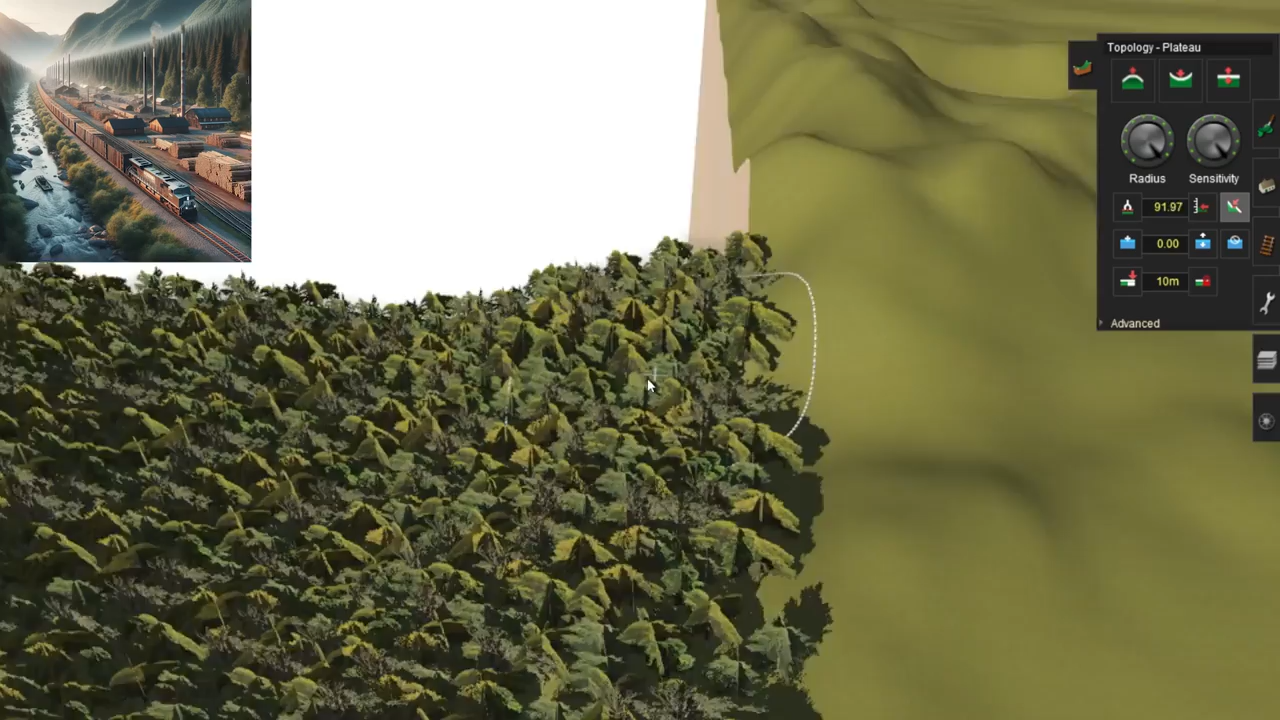 Topology - Plateau
Radius
Sensitivity
91.97
0.00
10m
Advanced